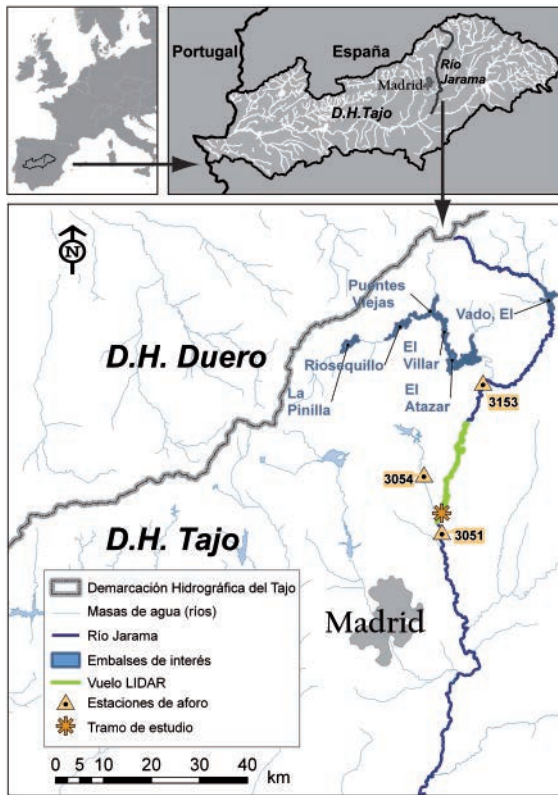 Portugal
España
Río
Jarama
Madrid
D.H.Tajo
N
Puentes
Viejas
Vado, El
D.H. Duero
Riosequillo
El
Villar
La
Pinilla
El
Atazar
3153
3054
3051
D.H. Tajo
Madrid
Demarcación Hidrográfica del Tajo
Masas de agua (ríos)
Río Jarama
Embalses de interés
Vuelo LIDAR
Estaciones de aforo
Tramo de estudio
0 5 10 20 30 40
km